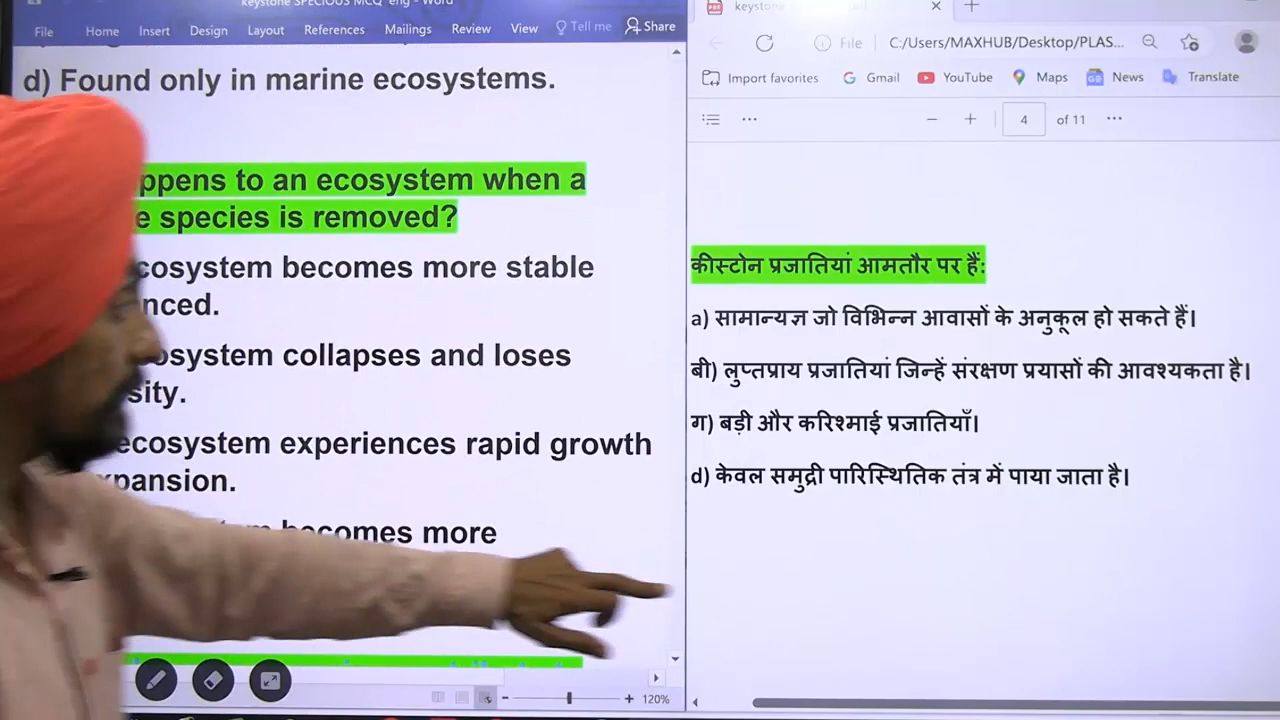 keystone SPECIOUS MCQ eng - Word
File Home Insert Design Layout References Mailings Review View Tell me Share
d) Found only in marine ecosystems.
ppens to an ecosystem when a
e species is removed?
cosystem becomes more stable
nced.
osystem collapses and loses
sity.
ecosystem experiences rapid growth
xpansion.
becomes more
120%
keystone
File C:/Users/MAXHUB/Desktop/PLAS...
Import favorites Gmail YouTube Maps News Translate
4 of 11
कीस्टोन प्रजातियां आमतौर पर हैं:
a) सामान्यज्ञ जो विभिन्न आवासों के अनुकूल हो सकते हैं।
बी) लुप्तप्राय प्रजातियां जिन्हें संरक्षण प्रयासों की आवश्यकता है।
ग) बड़ी और करिश्माई प्रजातियाँ।
d) केवल समुद्री पारिस्थितिक तंत्र में पाया जाता है।